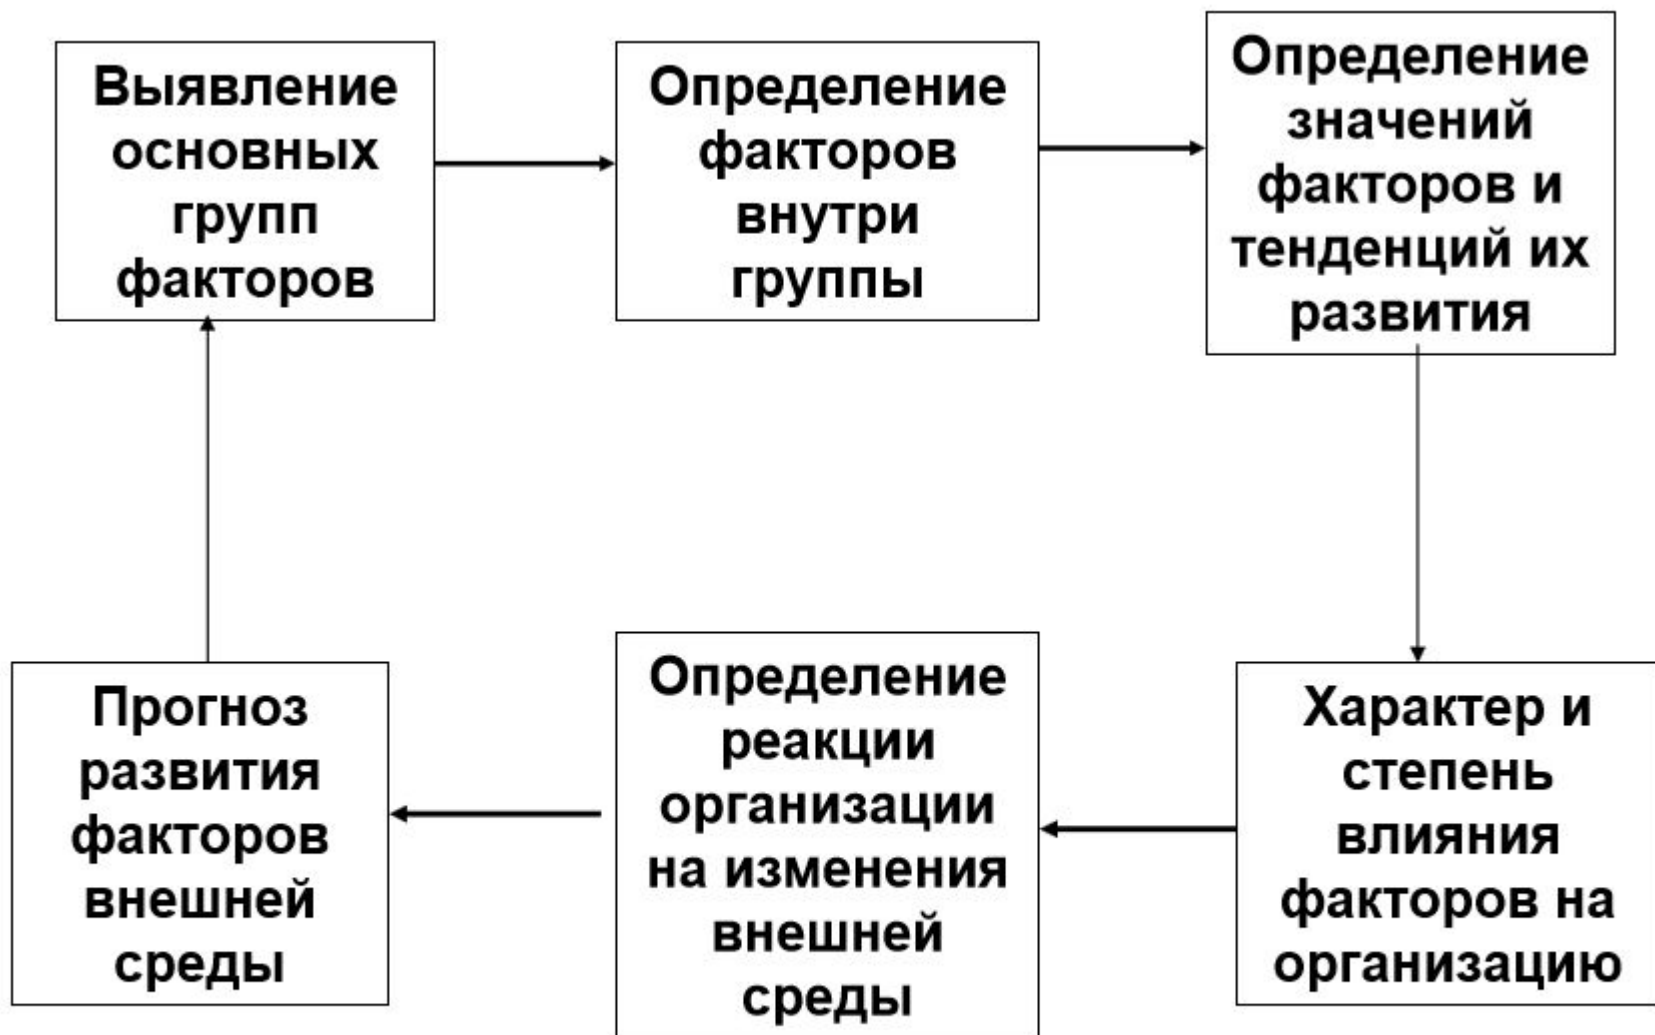 Выявление
основных
групп
факторов
Определение
факторов
внутри
группы
Определение
значений
факторов и
тенденций их
развития
Характер и
степень
влияния
факторов на
организацию
Определение
реакции
организации
на изменения
внешней
среды
Прогноз
развития
факторов
внешней
среды